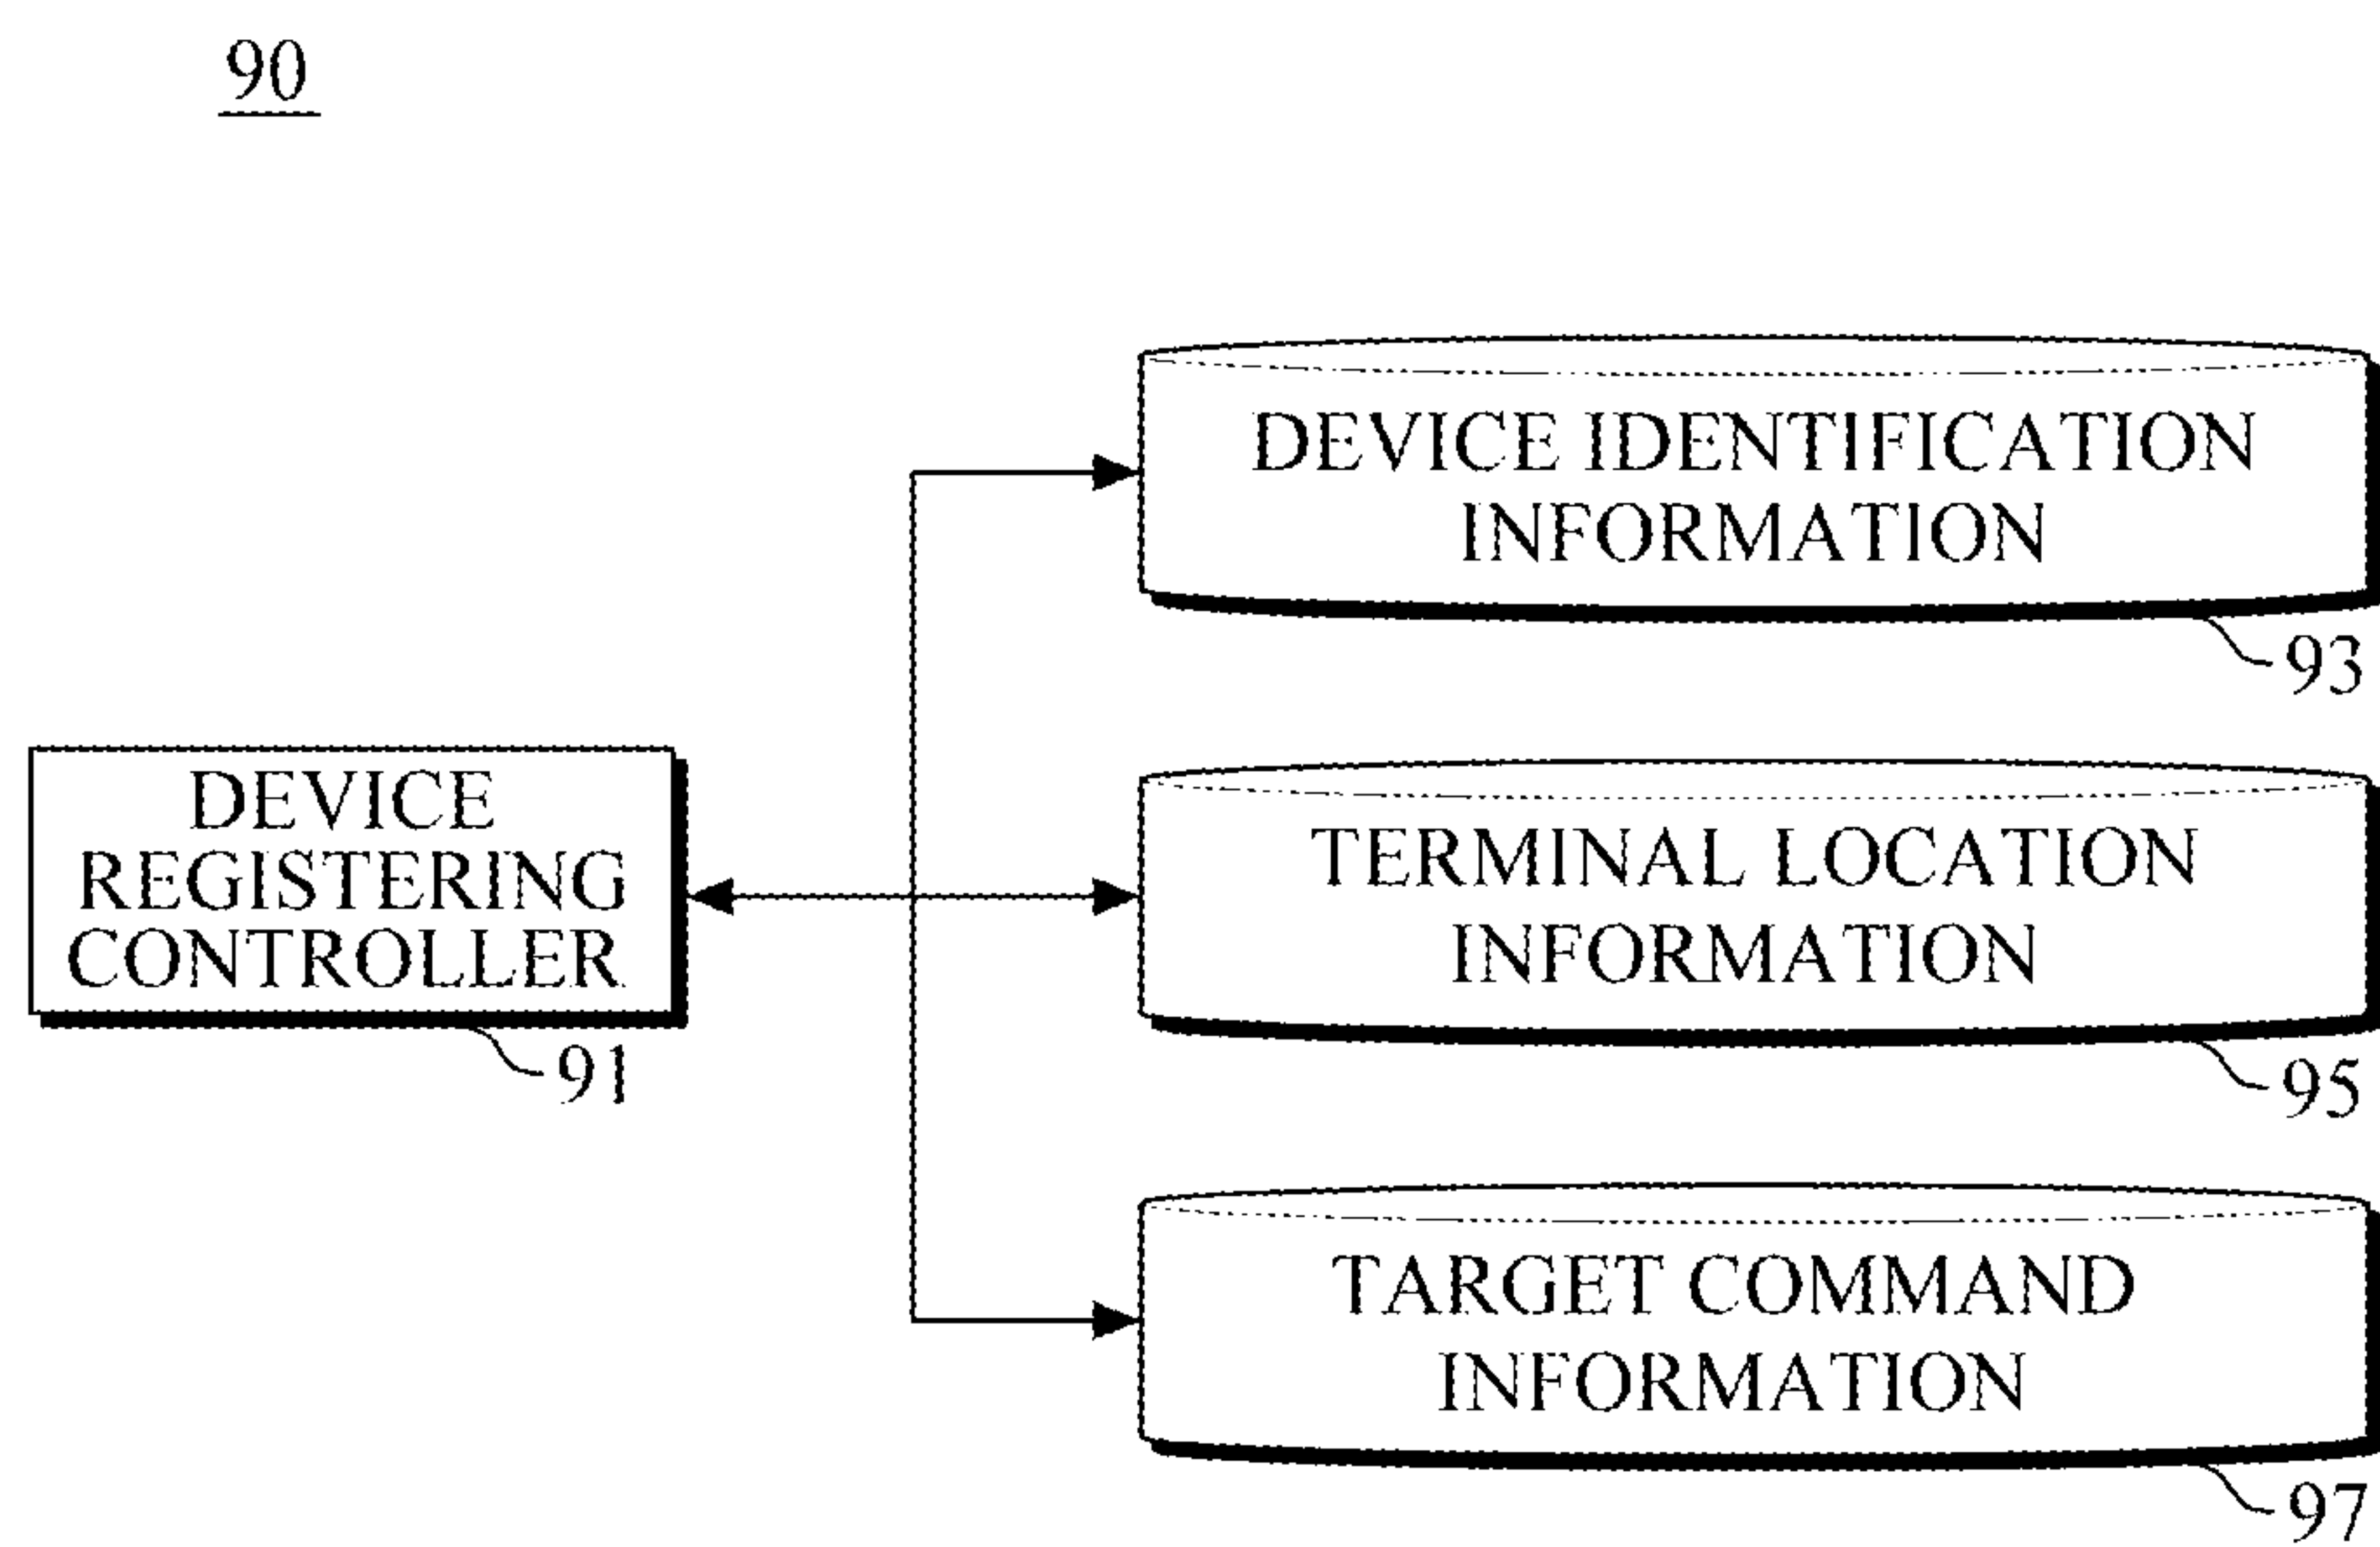 90
DEVICE IDENTIFICATION
INFORMATION
93
DEVICE
REGISTERING
CONTROLLER
91
TERMINAL LOCATION
INFORMATION
95
TARGET COMMAND
INFORMATION
97